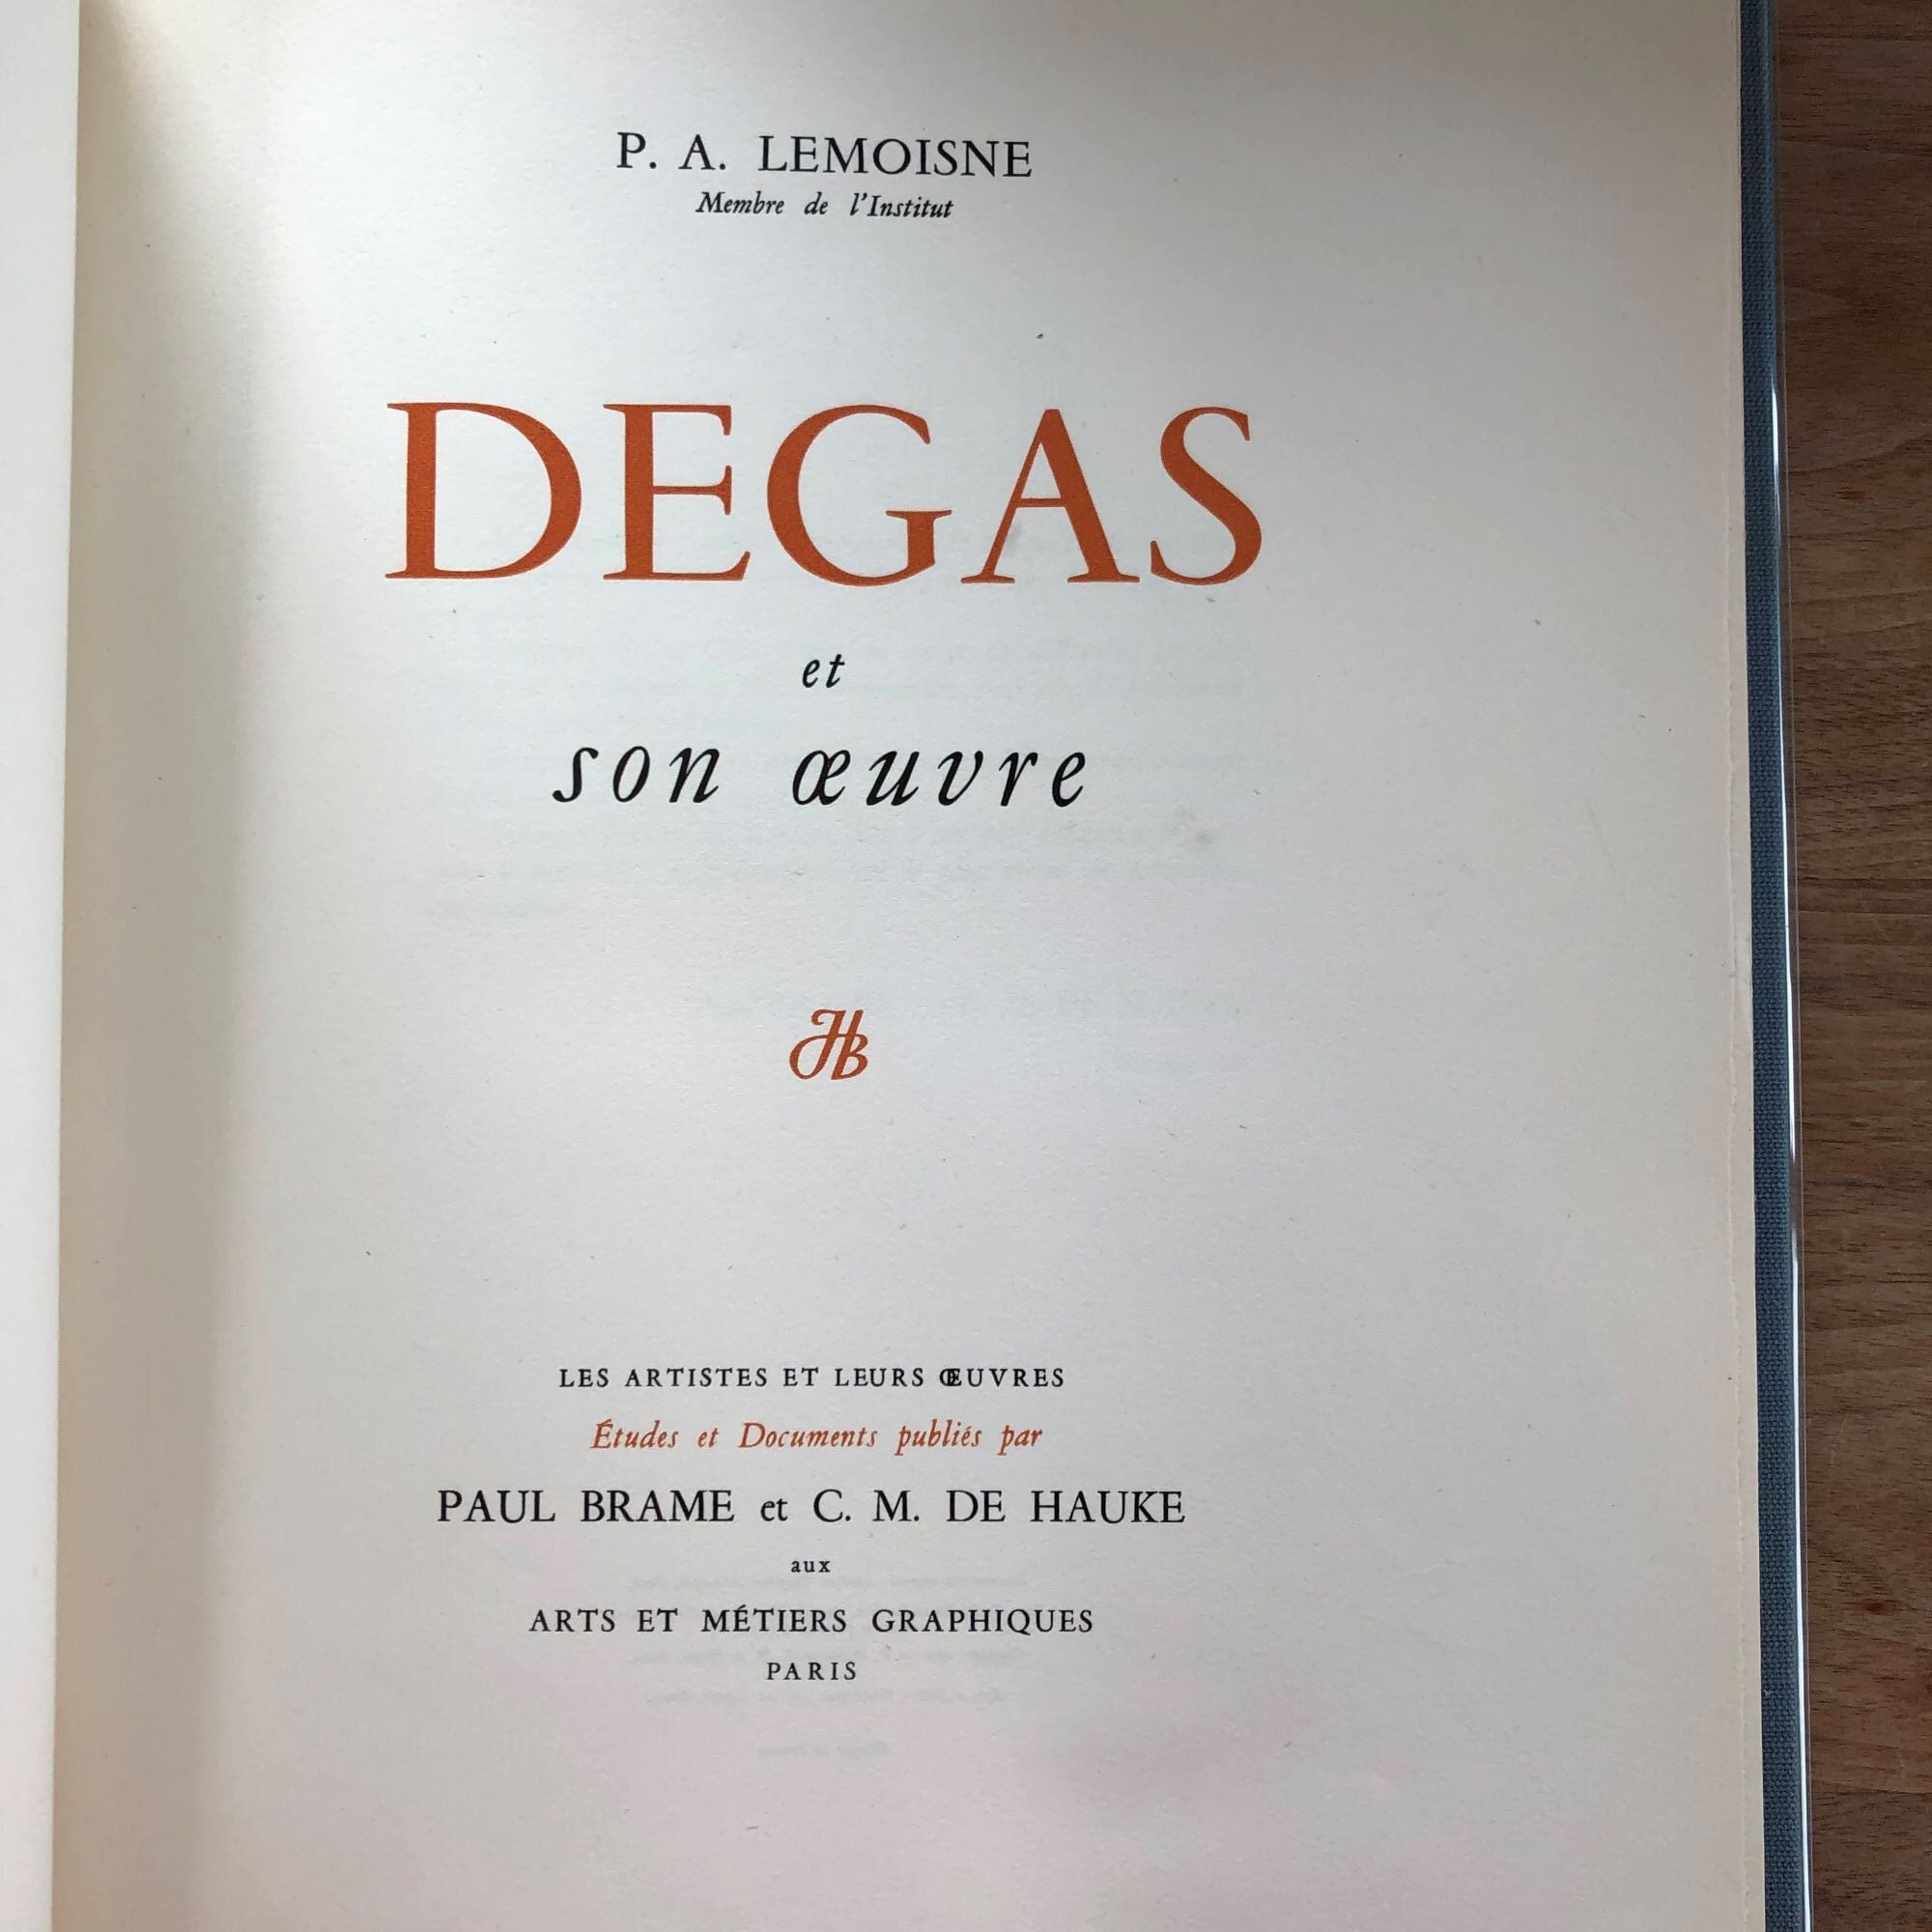 P. A. LEMOISNE
Membre de l'Institut
DEGAS
et
son œuvre
HB
LES ARTISTES ET LEURS ŒUVRES
Études et Documents publiés par
PAUL BRAME et C. M. DE HAUKE
aux
ARTS ET MÉTIERS GRAPHIQUES
PARIS